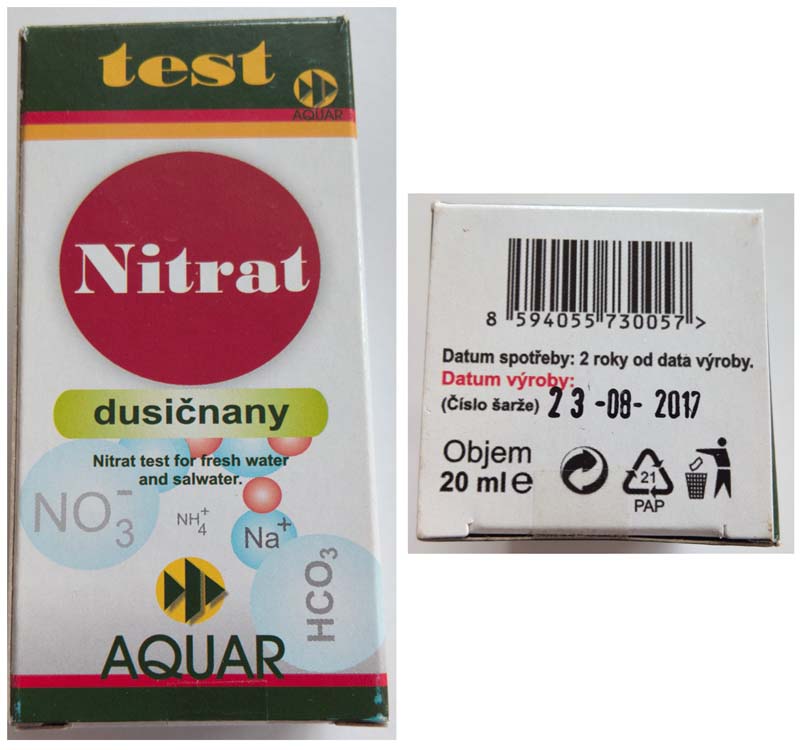 test
AQUAR
Nitrat
dusičnany
Nitrat test for fresh water
and salwater.
NO3-
NH4+
Na+
HCO3
AQUAR
8 594055 730057 >
Datum spotřeby: 2 roky od data výroby.
Datum výroby:
(Číslo šarže) 23-08-2017
Objem
20 ml e
21
PAP